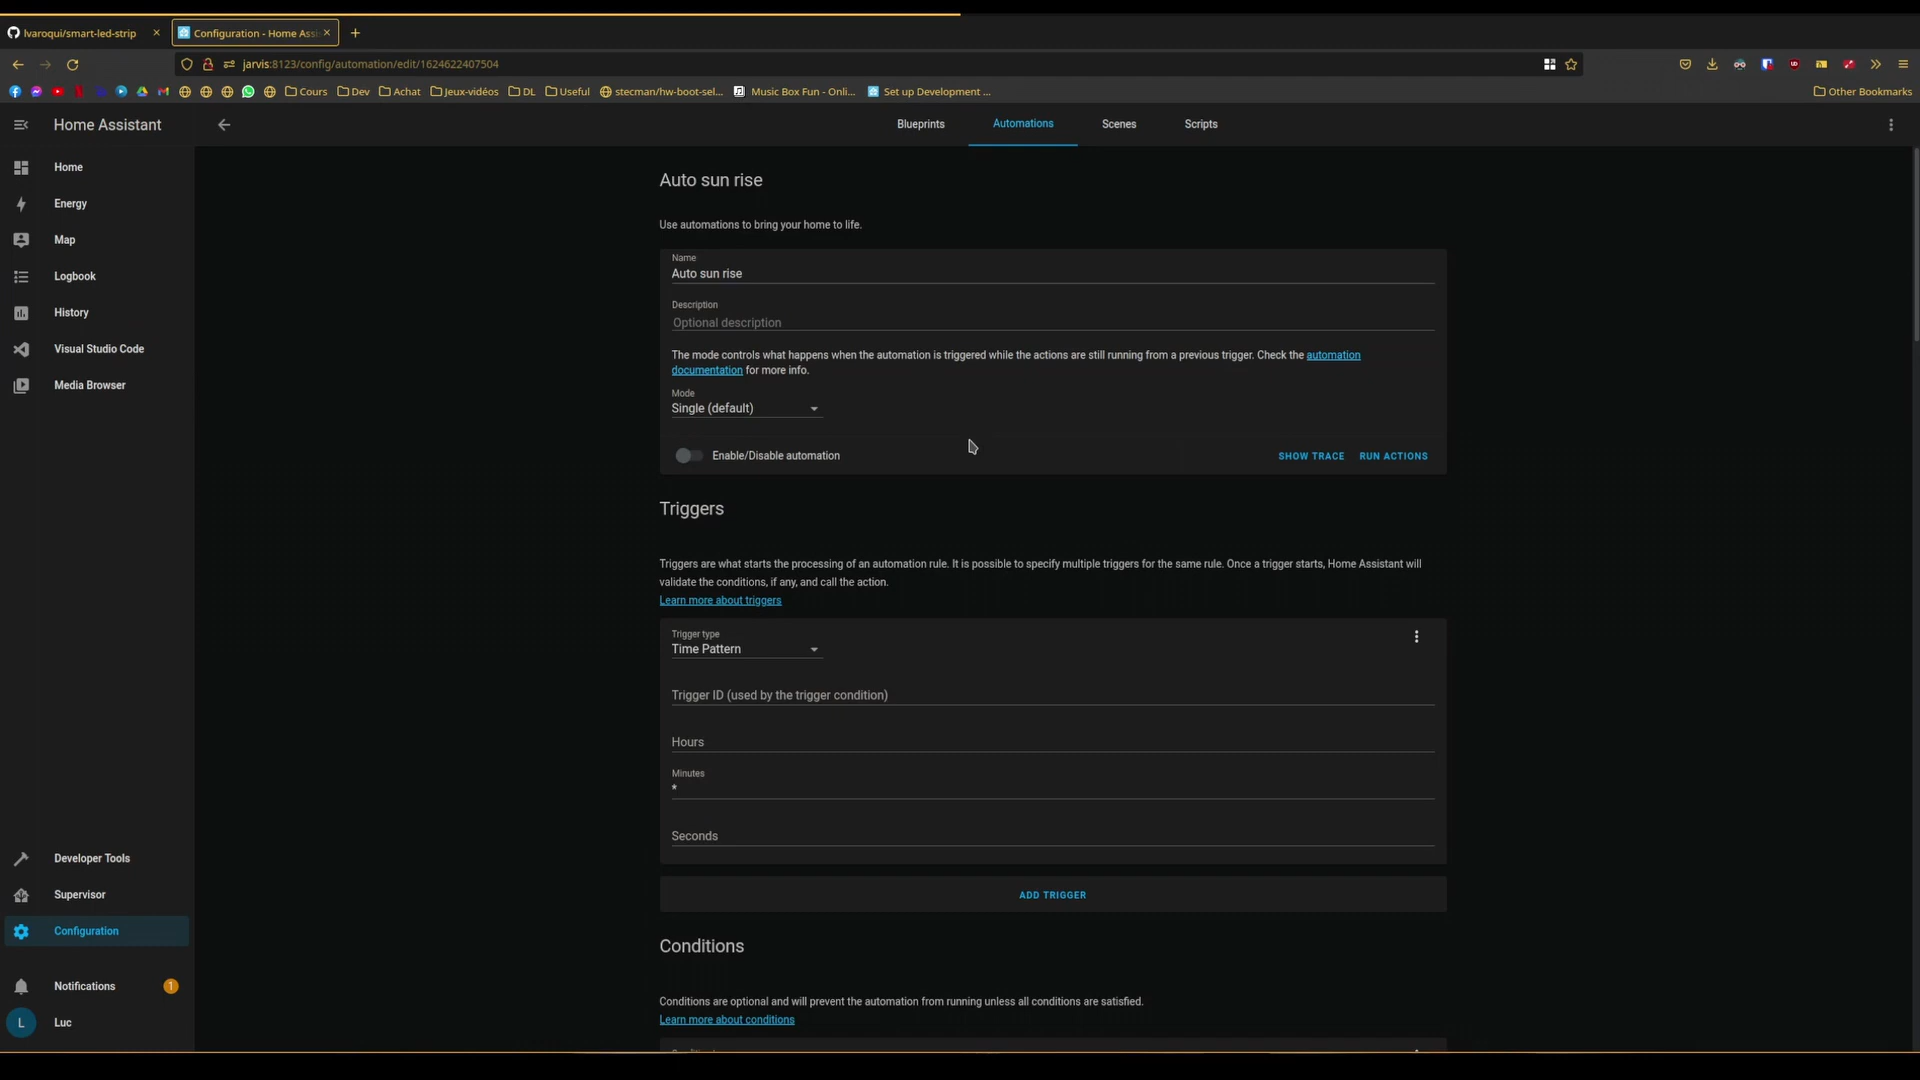 lvaroqui/smart-led-strip
Configuration - Home Assi
jarvis:8123/config/automation/edit/1624622407504
Cours
Dev
Achat
Jeux-vidéos
DL
Useful
stecman/hw-boot-sel...
Music Box Fun - Onli...
Set up Development ...
Other Bookmarks
Home Assistant
Blueprints
Automations
Scenes
Scripts
Home
Energy
Map
Logbook
History
Visual Studio Code
Media Browser
Developer Tools
Supervisor
Configuration
Notifications
1
L
Luc
Auto sun rise
Use automations to bring your home to life.
Name
Auto sun rise
Description
Optional description
The mode controls what happens when the automation is triggered while the actions are still running from a previous trigger. Check the automation
documentation for more info.
Mode
Single (default)
Enable/Disable automation
SHOW TRACE
RUN ACTIONS
Triggers
Triggers are what starts the processing of an automation rule. It is possible to specify multiple triggers for the same rule. Once a trigger starts, Home Assistant will
validate the conditions, if any, and call the action.
Learn more about triggers
Trigger type
Time Pattern
Trigger ID (used by the trigger condition)
Hours
Minutes
*
Seconds
ADD TRIGGER
Conditions
Conditions are optional and will prevent the automation from running unless all conditions are satisfied.
Learn more about conditions